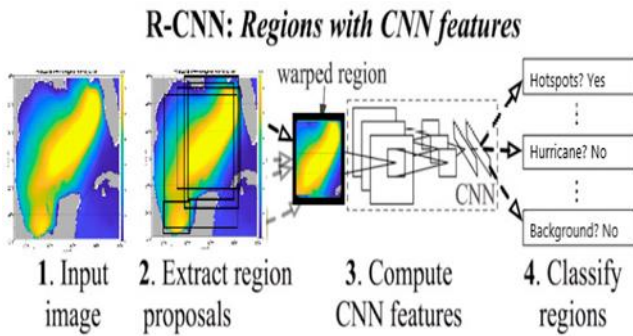 R-CNN: Regions with CNN features
warped region
Hotspots? Yes
Hurricane? No
CNN
Background? No
1. Input
image
2. Extract region
proposals
3. Compute
CNN features
4. Classify
regions